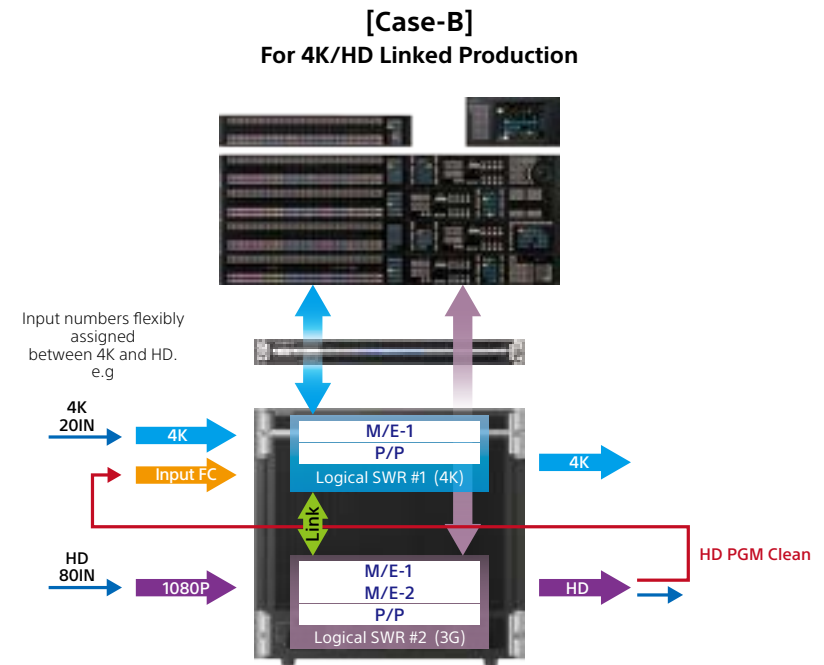 [Case-B]
For 4K/HD Linked Production
Input numbers flexibly
assigned
between 4K and HD.
e.g
4K
20IN
4K
Input FC
M/E-1
P/P
Logical SWR #1 (4K)
4K
Link
HD PGM Clean
HD
80IN
1080P
M/E-1
M/E-2
P/P
Logical SWR #2 (3G)
HD